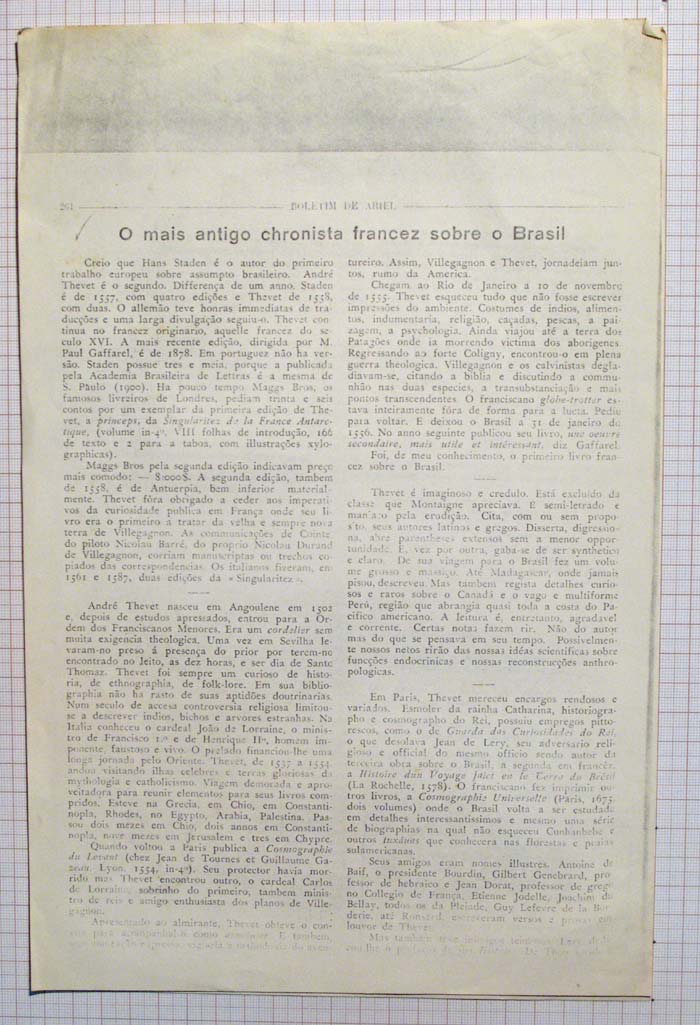 261
BOLETIM DE ARIEL
O mais antigo chronista francez sobre o Brasil
Creio que Hans Staden é o autor do primeiro
trabalho europeu sobre assumpto brasileiro. André
Thevet é o segundo. Differença de um anno. Staden
é de 1557, com quatro edições e Thevet de 1558,
com duas. O allemão teve honras immediatas de tra-
ducções e uma larga divulgação seguiu-o. Thevet con-
tinua no francez originario, aquelle francez do se-
culo XVI. A mais recente edição, dirigida por M.
Paul Gaffarel, é de 1878. Em portuguez não ha ver-
são. Staden possue tres e meia, porque a publicada
pela Academia Brasileira de Lettras é a mesma de
S. Paulo (1900). Ha pouco tempo Maggs Bros, os
famosos livreiros de Londres, pediam trinta e seis
contos por um exemplar da primeira edição de The-
vet, a princeps, da Singularitez de la France Antarc-
tique, (volume in-4º, VIII folhas de introdução, 166
de texto e 2 para a taboa, com illustrações xylo-
graphicas).
Maggs Bros pela segunda edição indicavam preço
mais comodo: — 8:000$. A segunda edição, tambem
de 1558, é de Antuerpia, bem inferior material-
mente. Thevet fôra obrigado a ceder aos imperati-
vos da curiosidade publica em França onde seu li-
vro era o primeiro a tratar da velha e sempre nova
terra de Villegagnon. As communicações de Cointe,
do piloto Nicolau Barré, do proprio Nicolau Durand
de Villegagnon, corriam manuscriptas ou trechos co-
piados das correspondencias. Os italianos fizeram, em
1561 e 1587, duas edições da «Singularitez».
André Thevet nasceu em Angoulene em 1502
e, depois de estudos apressados, entrou para a Or-
dem dos Franciscanos Menores. Era um cordelier sem
muita exigencia theologica. Uma vez em Sevilha le-
varam-no preso á presença do prior por terem-no
encontrado no leito, as dez horas, e ser dia de Sante
Thomaz. Thevet foi sempre um curioso de histo-
ria, de ethnographia, de folk-lore. Em sua biblio-
graphia não ha rasto de suas aptidões doutrinarias.
Num seculo de accesa controversia religiosa limitou-
se a descrever indios, bichos e arvores estranhas. Na
Italia conheceu o cardeal João de Lorraine, o minis-
tro de Francisco 1.º e de Henrique IIº, homem im-
ponente, faustoso e vivo. O prelado financiou-lhe uma
longa jornada pelo Oriente. Thevet, de 1537 a 1554,
andou visitando ilhas celebres e terras gloriosas da
mythologia e catholicismo. Viagem demorada e apro-
veitadora para reunir elementos para seus livros com-
pridos. Esteve na Grecia, em Chio, em Constanti-
nopla, Rhodes, no Egypto, Arabia, Palestina. Pas-
sou dois mezes em Chio, dois annos em Constanti-
nopla, nove mezes em Jerusalem e tres em Chypre.
Quando voltou a Paris publica a Cosmographie
du Levant (chez Jean de Tournes et Guillaume Ga-
zeau, Lyon, 1554, in-4º). Seu protector havia mor-
rido mas Thevet encontrou outro, o cardeal Carlos
de Lorraine, sobrinho do primeiro, tambem minis-
tro de reis e amigo enthusiasta dos planos de Ville-
gagnon.
Apresentado ao almirante, Thevet obteve o con-
vite para acompanhal-o como aumônier. E tambem,
tureiro. Assim, Villegagnon e Thevet, jornadeiam jun-
tos, rumo da America.
Chegam ao Rio de Janeiro a 10 de novembro
de 1555. Thevet esqueceu tudo que não fosse escrever
impressões do ambiente. Costumes de indios, alimen-
tos, indumentaria, religião, caçadas, pescas, a pai-
zagem, a psychologia. Ainda viajou até a terra dos
Patagões onde ia morrendo victima dos aborigenes.
Regressando ao forte Coligny, encontrou-o em plena
guerra theologica. Villegagnon e os calvinistas degla-
diavam-se, citando a biblia e discutindo a commu-
nhão nas duas especies, a transubstanciação e mais
pontos transcendentes. O franciscano globe-trotter es-
tava inteiramente fóra de forma para a lucta. Pediu
para voltar. E deixou o Brasil a 31 de janeiro de
1556. No anno seguinte publicou seu livro, une oeuvre
secondaire, mais utile et intéressant, diz Gaffarel.
Foi, de meu conhecimento, o primeiro livro fran-
cez sobre o Brasil.
Thevet é imaginoso e credulo. Está excluido da
classe que Montaigne apreciava. E semi-letrado e
maniaco pela erudição. Cita, com ou sem propo-
sito, seus autores latinos e gregos. Disserta, digressio-
na, abre parentheses extensos sem a menor oppor-
tunidade. E, vez por outra, gaba-se de ser synthetico
e claro. De sua viagem para o Brasil fez um volu-
me grosso e massiço. Até Madagascar, onde jamais
pisou, descreveu. Mas tambem regista detalhes curio-
sos e raros sobre o Canadá e o vago e multiforme
Perú, região que abrangia quasi toda a costa do Pa-
cifico americano. A leitura é, entretanto, agradavel
e corrente. Certas notas fazem rir. Não do autor
mas do que se pensava em seu tempo. Possivelmen-
te nossos netos rirão das nossas idéas scientificas sobre
funcções endocrinicas e nossas reconstrucções anthro-
pologicas.
Em Paris, Thevet mereceu encargos rendosos e
variados. Esmoler da rainha Catharina, historiogra-
pho e cosmographo do Rei, possuiu empregos pitto-
rescos, como o de Guarda das Curiosidades do Rei,
o que desolava Jean de Lery, seu adversario reli-
gioso e official do mesmo officio sendo autor da
terceira obra sobre o Brasil, a segunda em francez,
a Histoire dun Voyage faict en la Terre du Brésil
(La Rochelle, 1578). O franciscano fez imprimir ou-
tros livros, a Cosmographie Universelle (Paris, 1675,
dois volumes) onde o Brasil volta a ser estudado
em detalhes interessantissimos e mesmo uma série
de biographias na qual não esqueceu Cunhambebe e
outros tuxáuas que conhecera nas florestas e praias
sulamericanas.
Seus amigos eram nomes illustres. Antoine de
Baif, o presidente Bourdin, Gilbert Genebrard, pro-
fessor de hebraico e Jean Dorat, professor de grego
no Collegio de França, Etienne Jodelle, Joachim du
Bellay, todos os da Pleiade, Guy Lefevre de la Bo-
derie, até Ronsard, escreveram versos e prosas em
louvor de Thevet.
Mas tambem teve inimigos